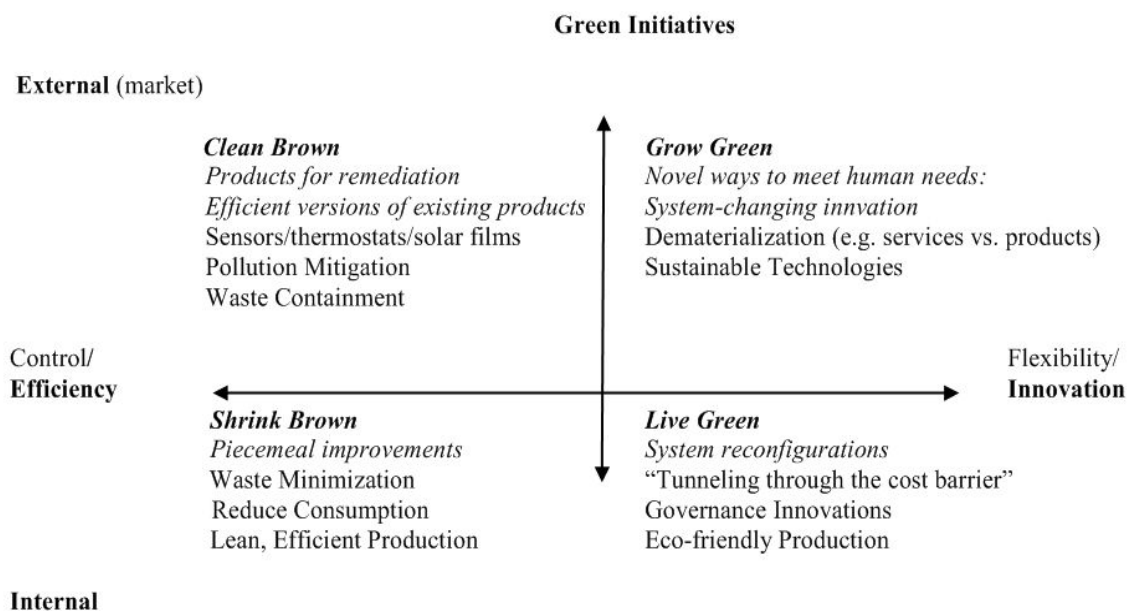 Green Initiatives
External (market)
Clean Brown
Products for remediation
Efficient versions of existing products
Sensors/thermostats/solar films
Pollution Mitigation
Waste Containment
Grow Green
Novel ways to meet human needs:
System-changing innvation
Dematerialization (e.g. services vs. products)
Sustainable Technologies
Control/
Efficiency
Flexibility/
Innovation
Shrink Brown
Piecemeal improvements
Waste Minimization
Reduce Consumption
Lean, Efficient Production
Live Green
System reconfigurations
“Tunneling through the cost barrier”
Governance Innovations
Eco-friendly Production
Internal